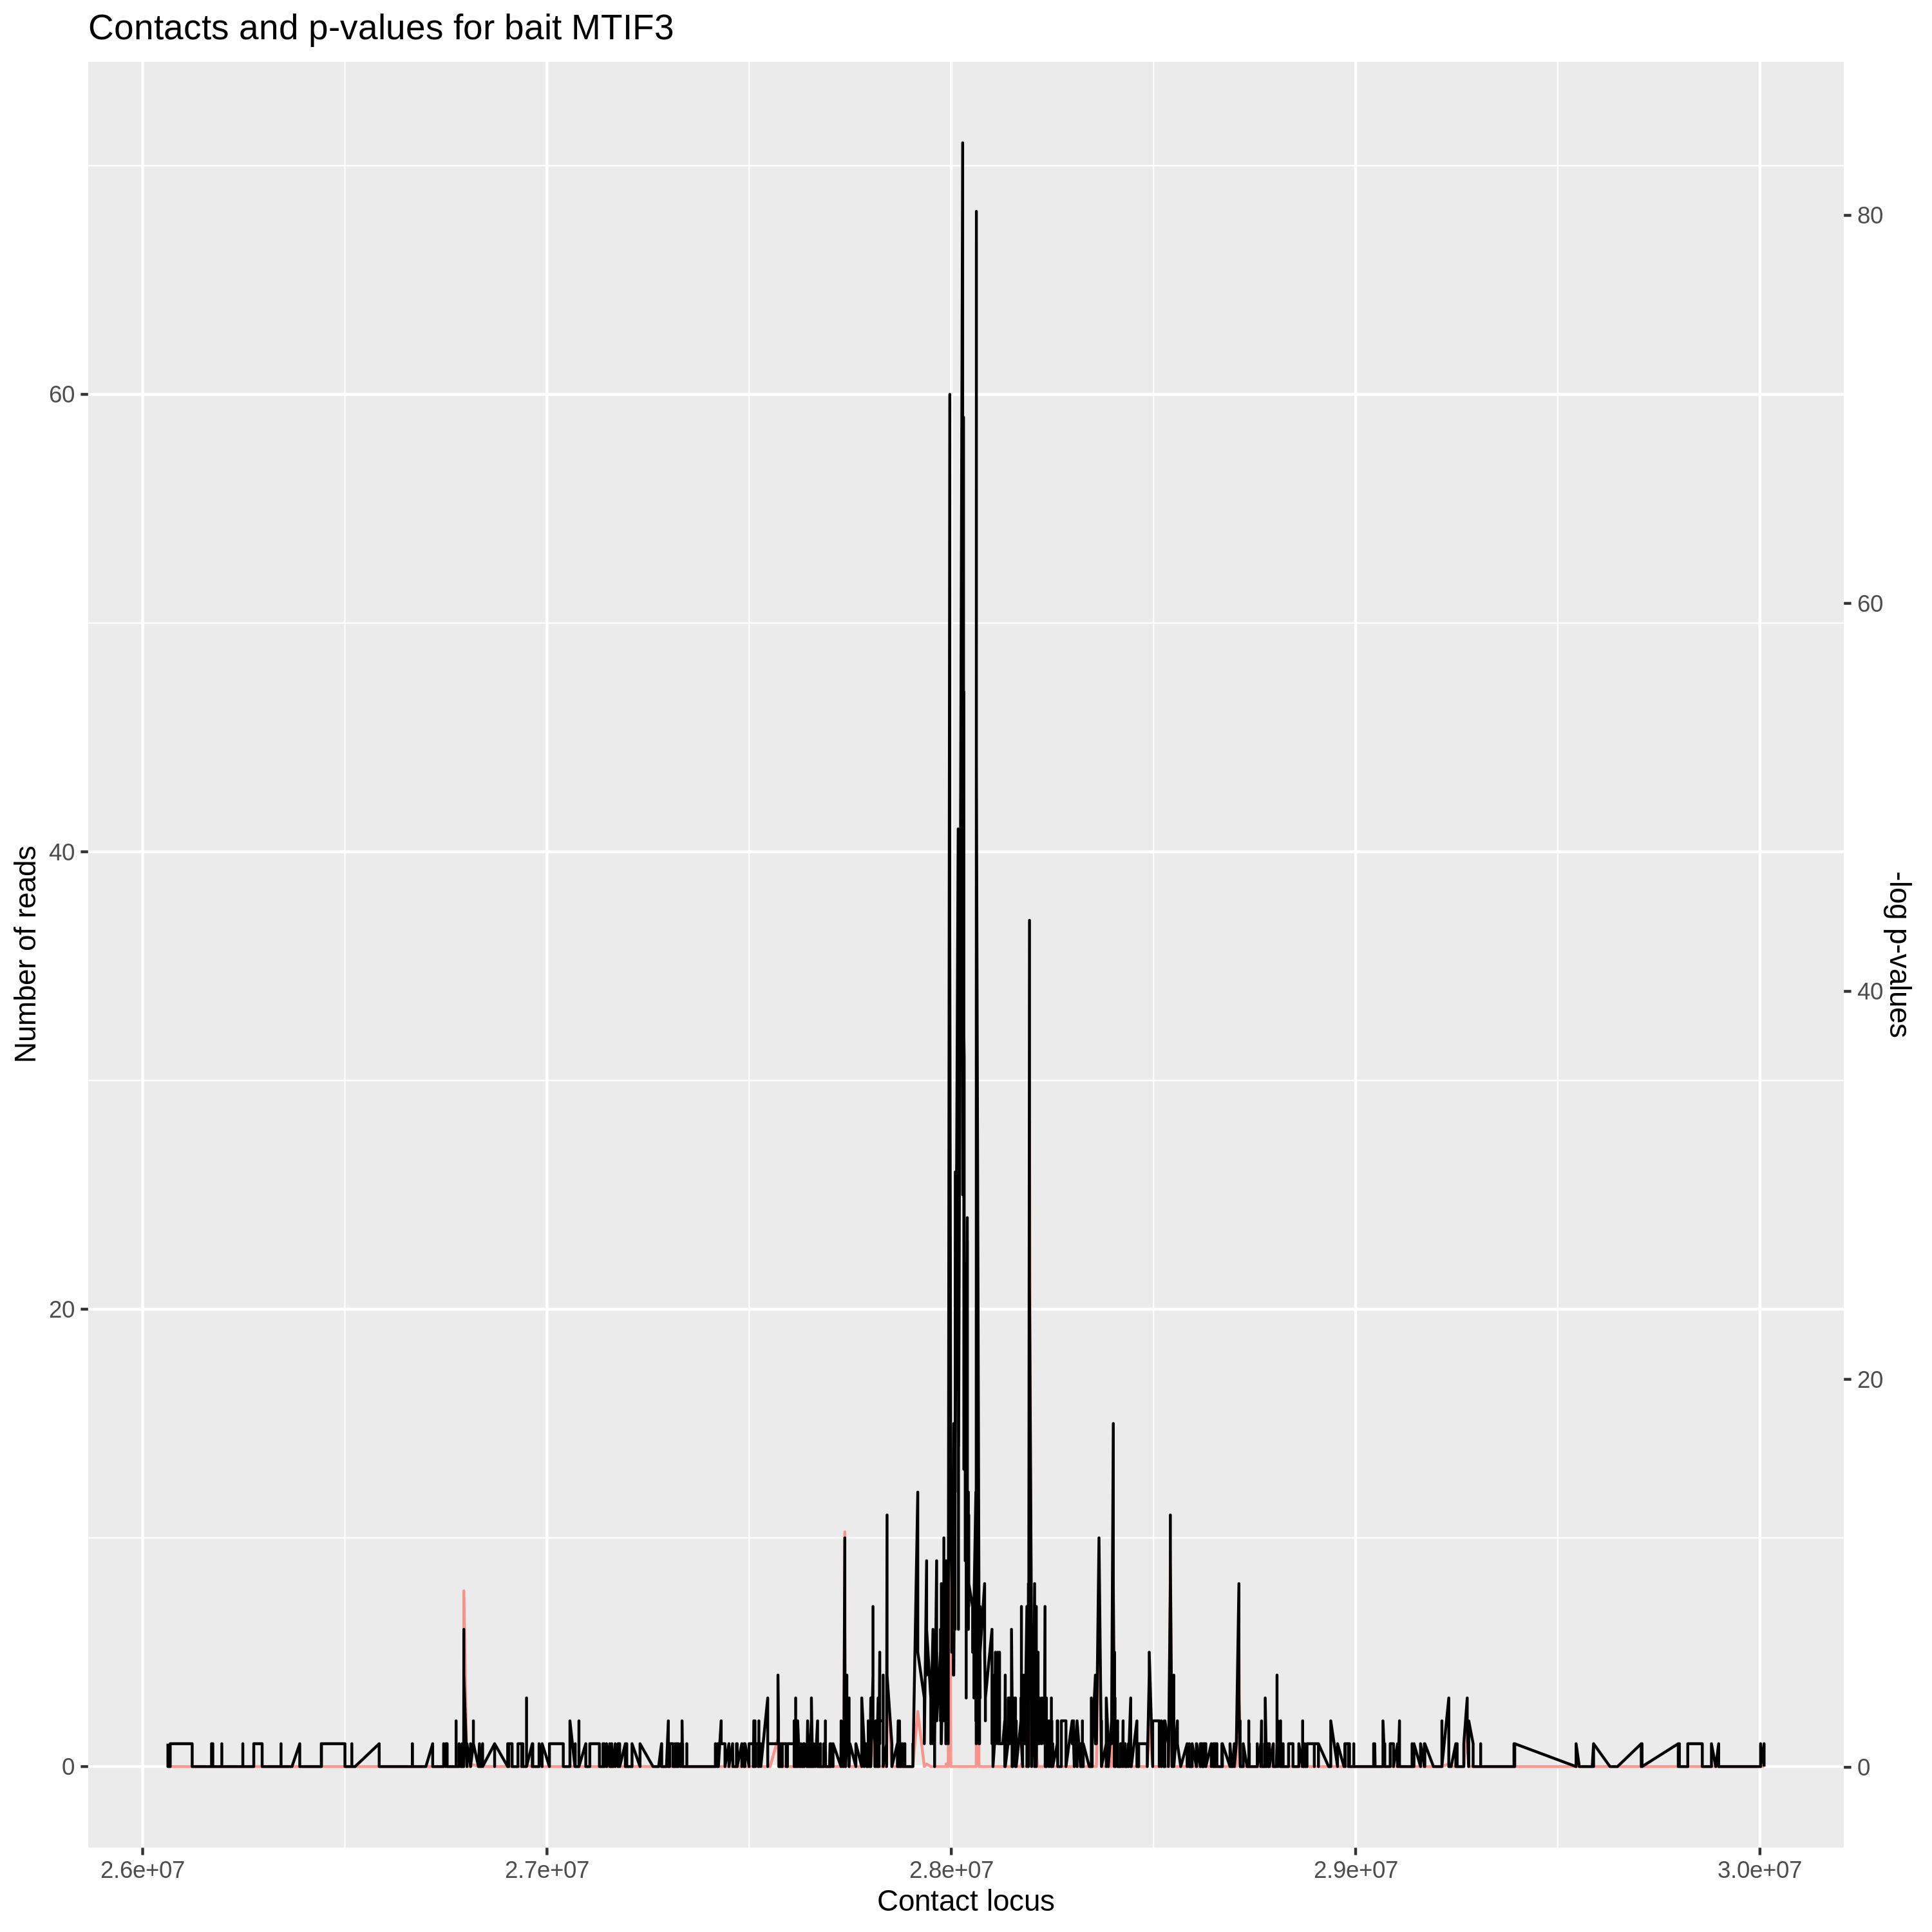 Contacts and p-values for bait MTIF3
60
40
20
0
Number of reads
80
60
40
20
0
-log p-values
2.6e+07 2.7e+07 2.8e+07 2.9e+07 3.0e+07
Contact locus